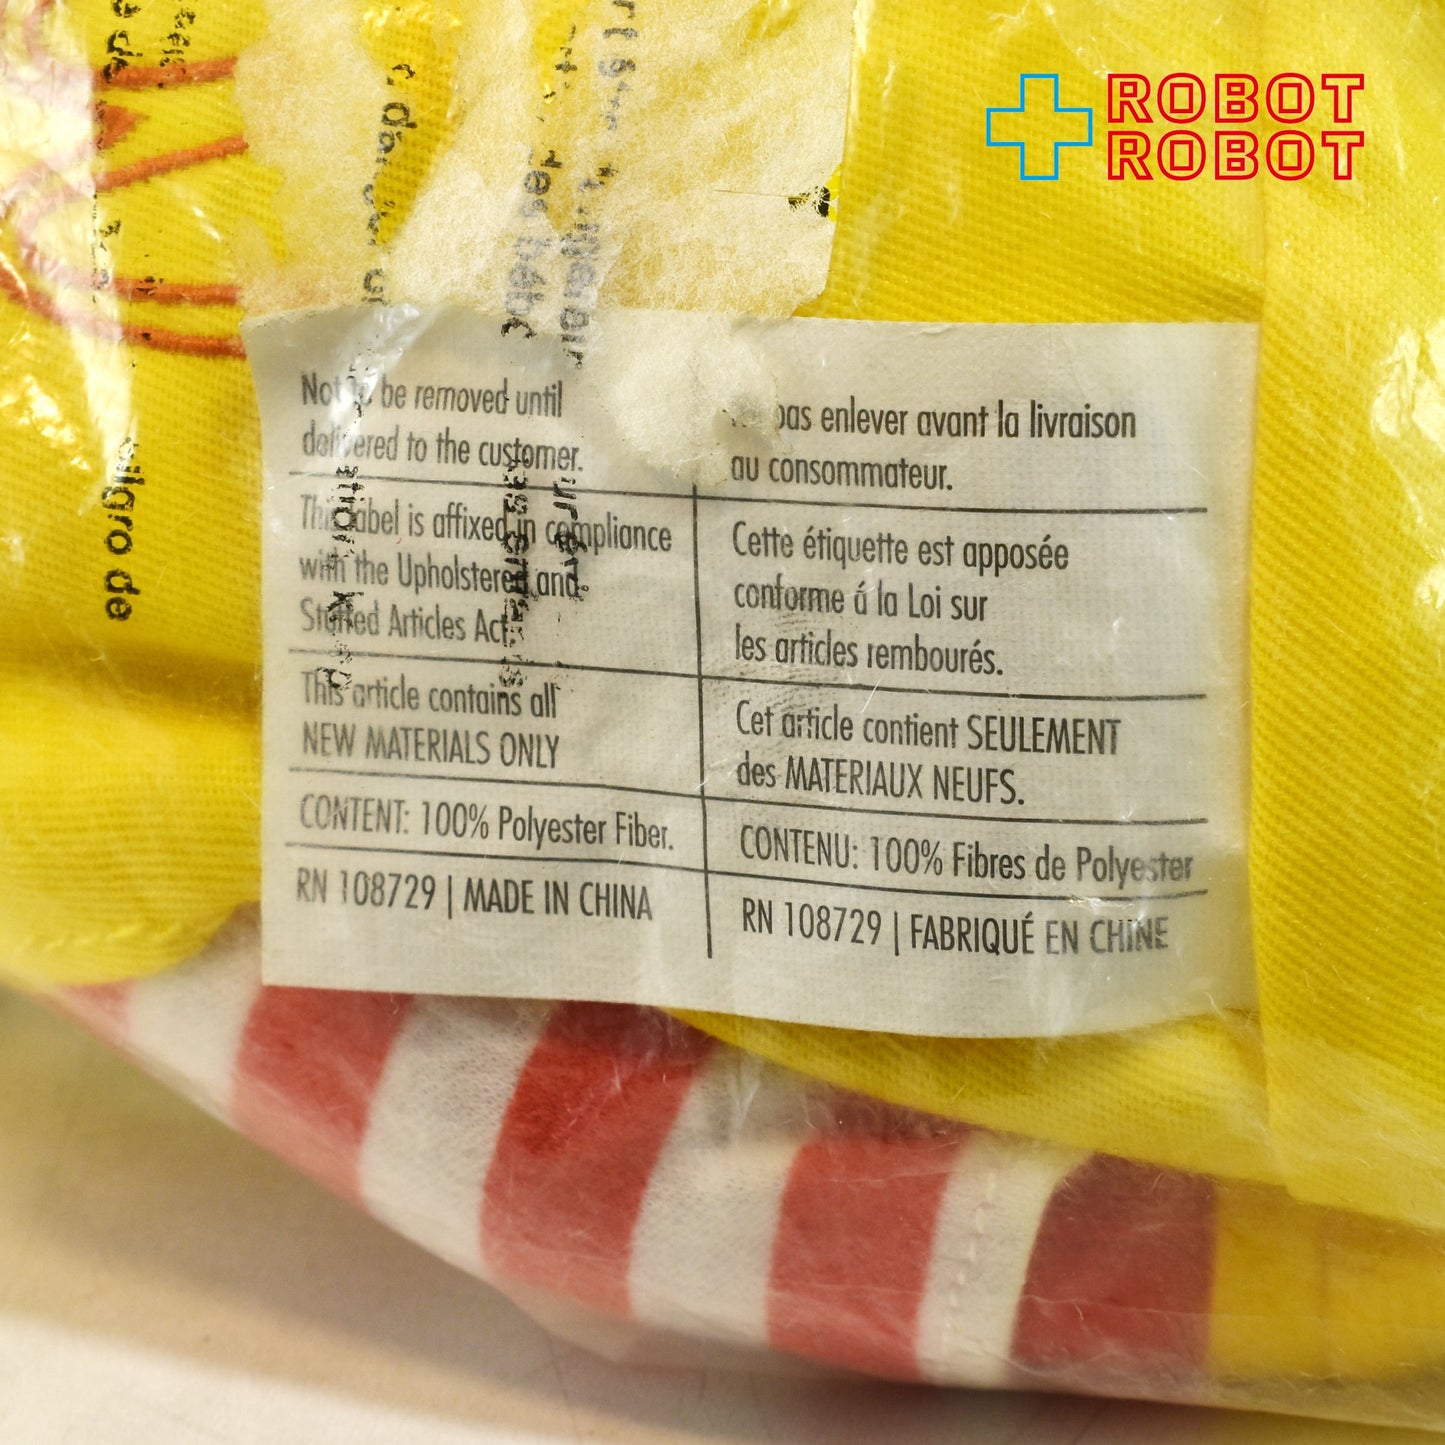 ROBOT
ROBOT
Not to be removed until
delivered to the customer.
This label is affixed in compliance
with the Upholstered and
Stuffed Articles Act.
This article contains all
NEW MATERIALS ONLY
CONTENT: 100% Polyester Fiber.
RN 108729 | MADE IN CHINA
pas enlever avant la livraison
au consommateur.
Cette étiquette est apposée
conforme á la Loi sur
les articles rembourés.
Cet article contient SEULEMENT
des MATERIAUX NEUFS.
CONTENU: 100% Fibres de Polyester
RN 108729 | FABRIQUÉ EN CHINE
de
des